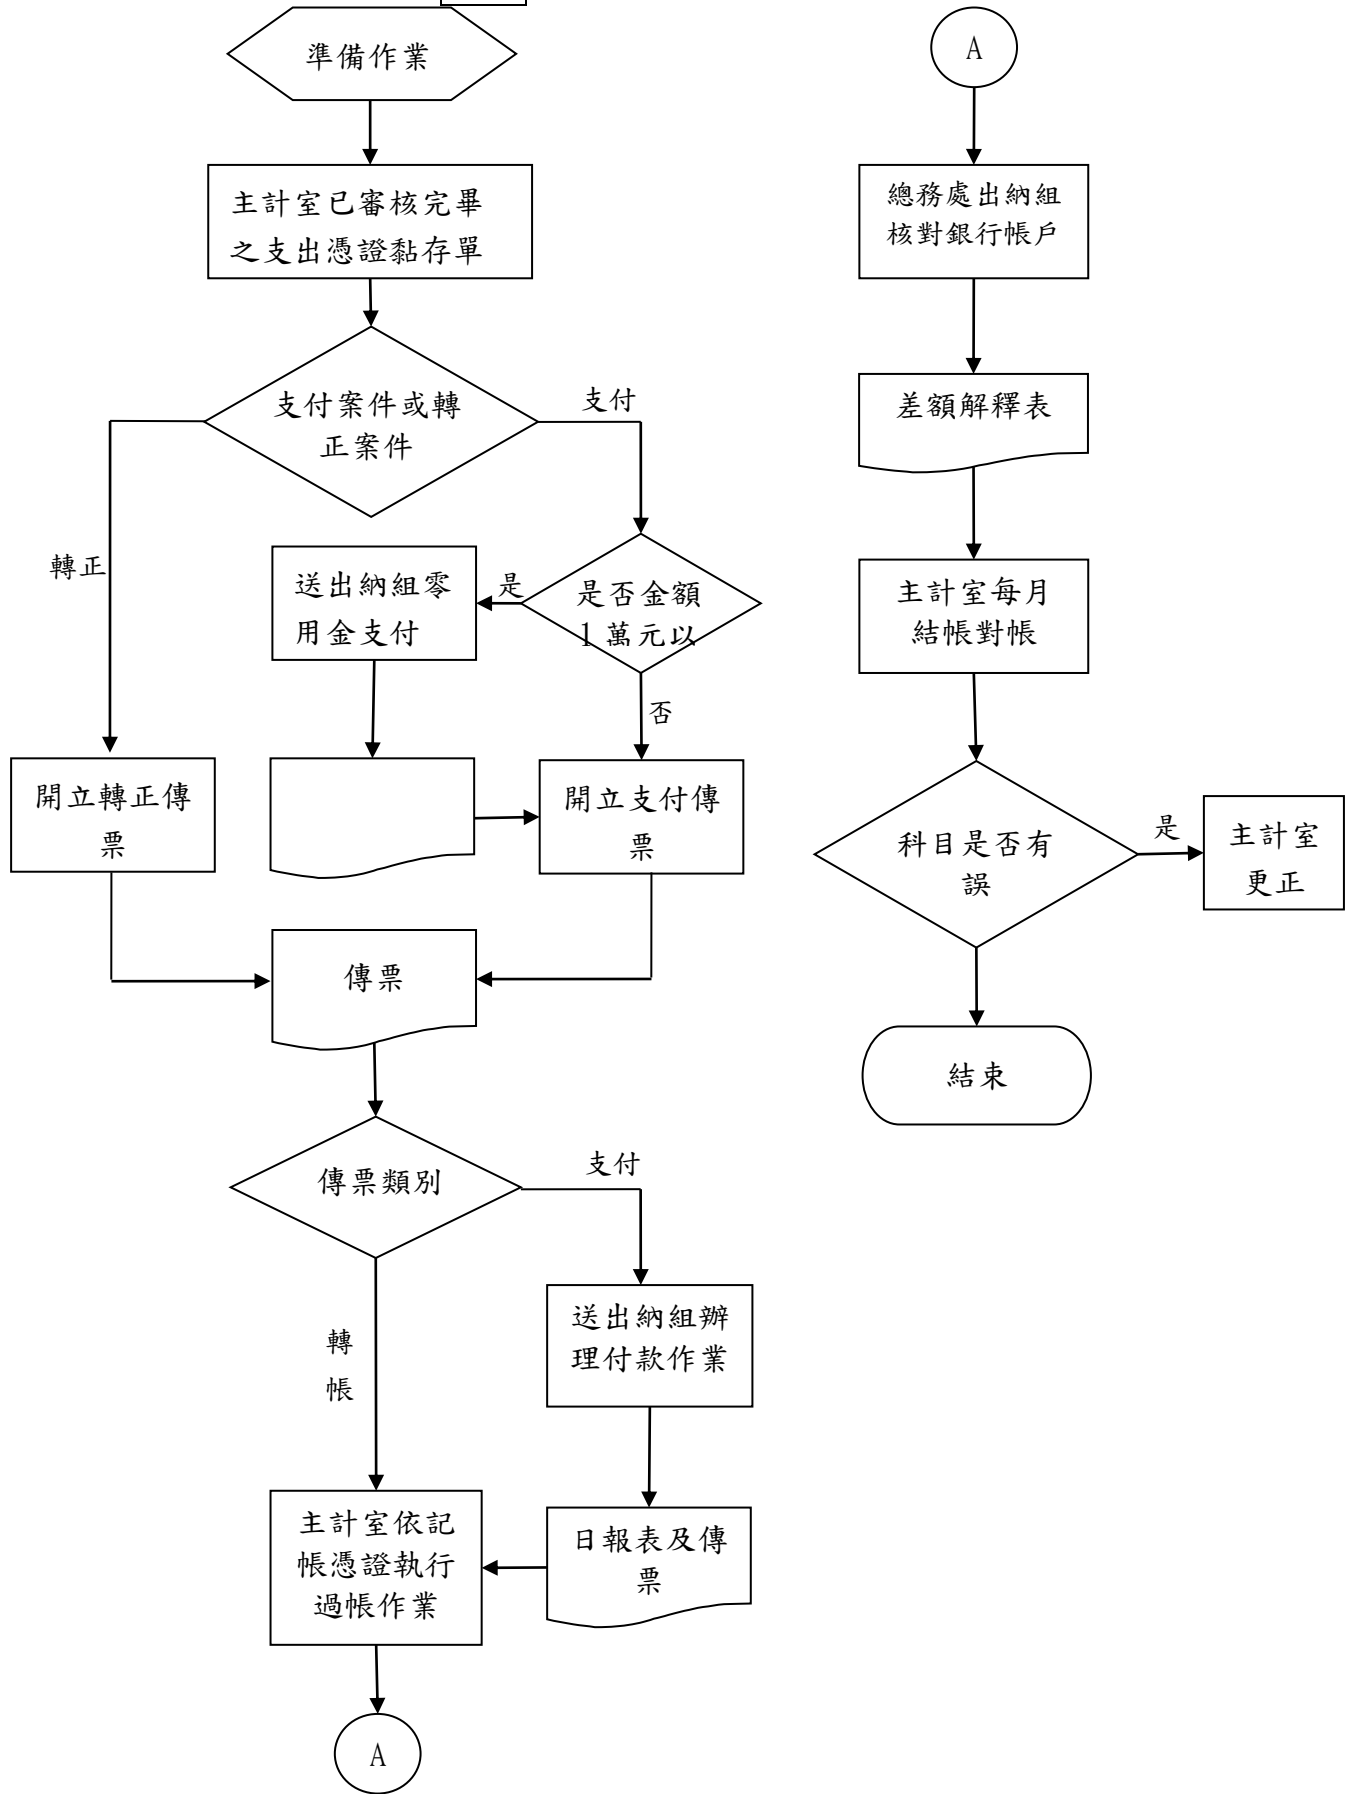 準備作業
主計室已審核完畢
之支出憑證黏存單
支付案件或轉
正案件
支付
轉正
送出納組零
用金支付
是
是否金額
1 萬元以
否
開立轉正傳
票
開立支付傳
票
傳票
傳票類別
支付
轉
帳
送出納組辦
理付款作業
主計室依記
帳憑證執行
過帳作業
日報表及傳
票
A
A
總務處出納組
核對銀行帳戶
差額解釋表
主計室每月
結帳對帳
科目是否有
誤
是
主計室
更正
結束